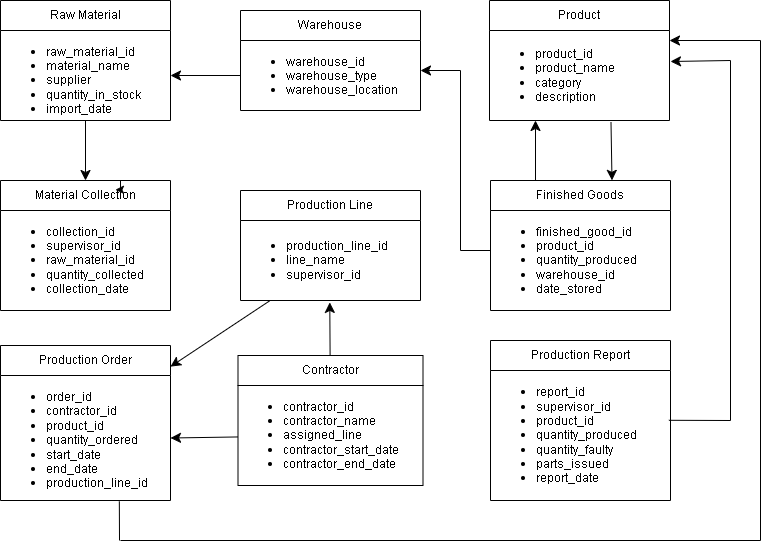 Raw Material
raw_material_id
material_name
supplier
quantity_in_stock
import_date
Warehouse
warehouse_id
warehouse_type
warehouse_location
Product
product_id
product_name
category
description
Material Collection
collection_id
supervisor_id
raw_material_id
quantity_collected
collection_date
Production Line
production_line_id
line_name
supervisor_id
Finished Goods
finished_good_id
product_id
quantity_produced
warehouse_id
date_stored
Production Order
order_id
contractor_id
product_id
quantity_ordered
start_date
end_date
production_line_id
Contractor
contractor_id
contractor_name
assigned_line
contractor_start_date
contractor_end_date
Production Report
report_id
supervisor_id
product_id
quantity_produced
quantity_faulty
parts_issued
report_date